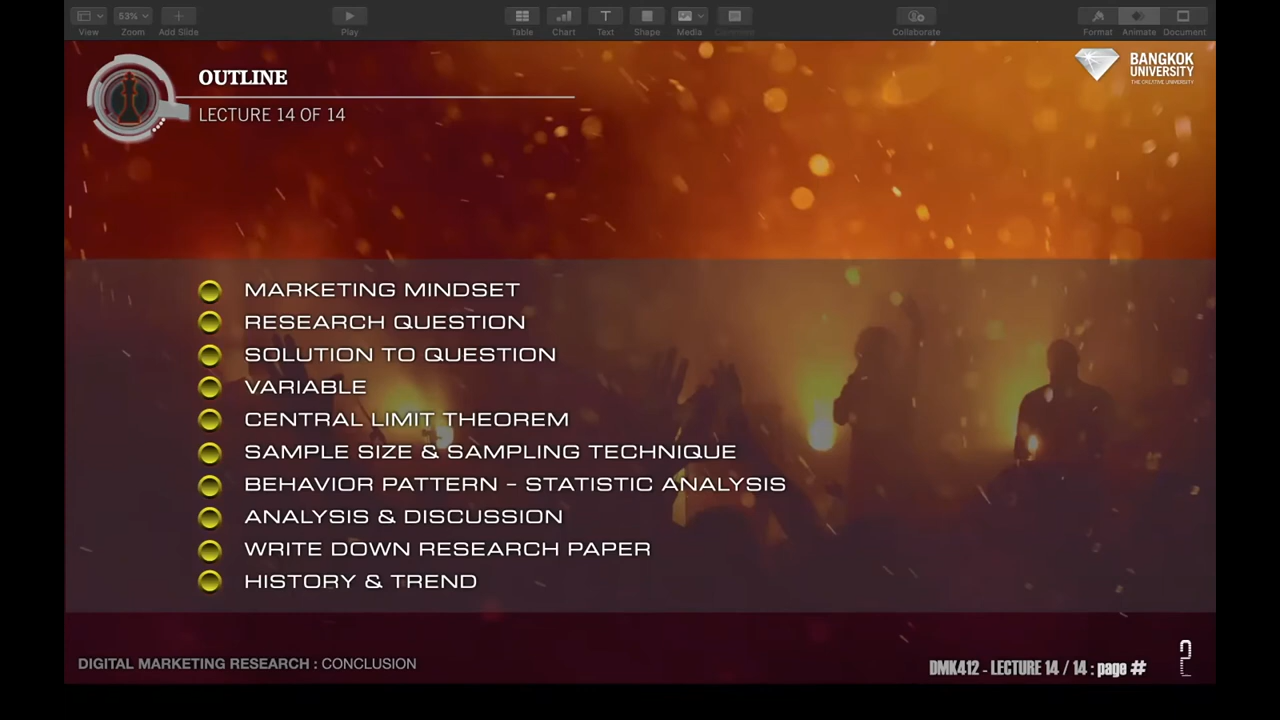 View
53%
Zoom
Add Slide
Play
Table
Chart
T
Text
Shape
Media
Comment
Collaborate
Format
Animate
Document
OUTLINE
LECTURE 14 OF 14
BANGKOK
UNIVERSITY
THE CREATIVE UNIVERSITY
MARKETING MINDSET
RESEARCH QUESTION
SOLUTION TO QUESTION
VARIABLE
CENTRAL LIMIT THEOREM
SAMPLE SIZE & SAMPLING TECHNIQUE
BEHAVIOR PATTERN - STATISTIC ANALYSIS
ANALYSIS & DISCUSSION
WRITE DOWN RESEARCH PAPER
HISTORY & TREND
DIGITAL MARKETING RESEARCH : CONCLUSION
DMK412 - LECTURE 14 / 14 : page # 2